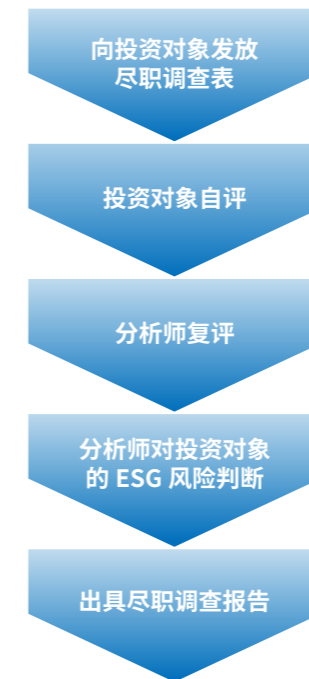 向投资对象发放
尽职调查表
投资对象自评
分析师复评
分析师对投资对象
的 ESG 风险判断
出具尽职调查报告